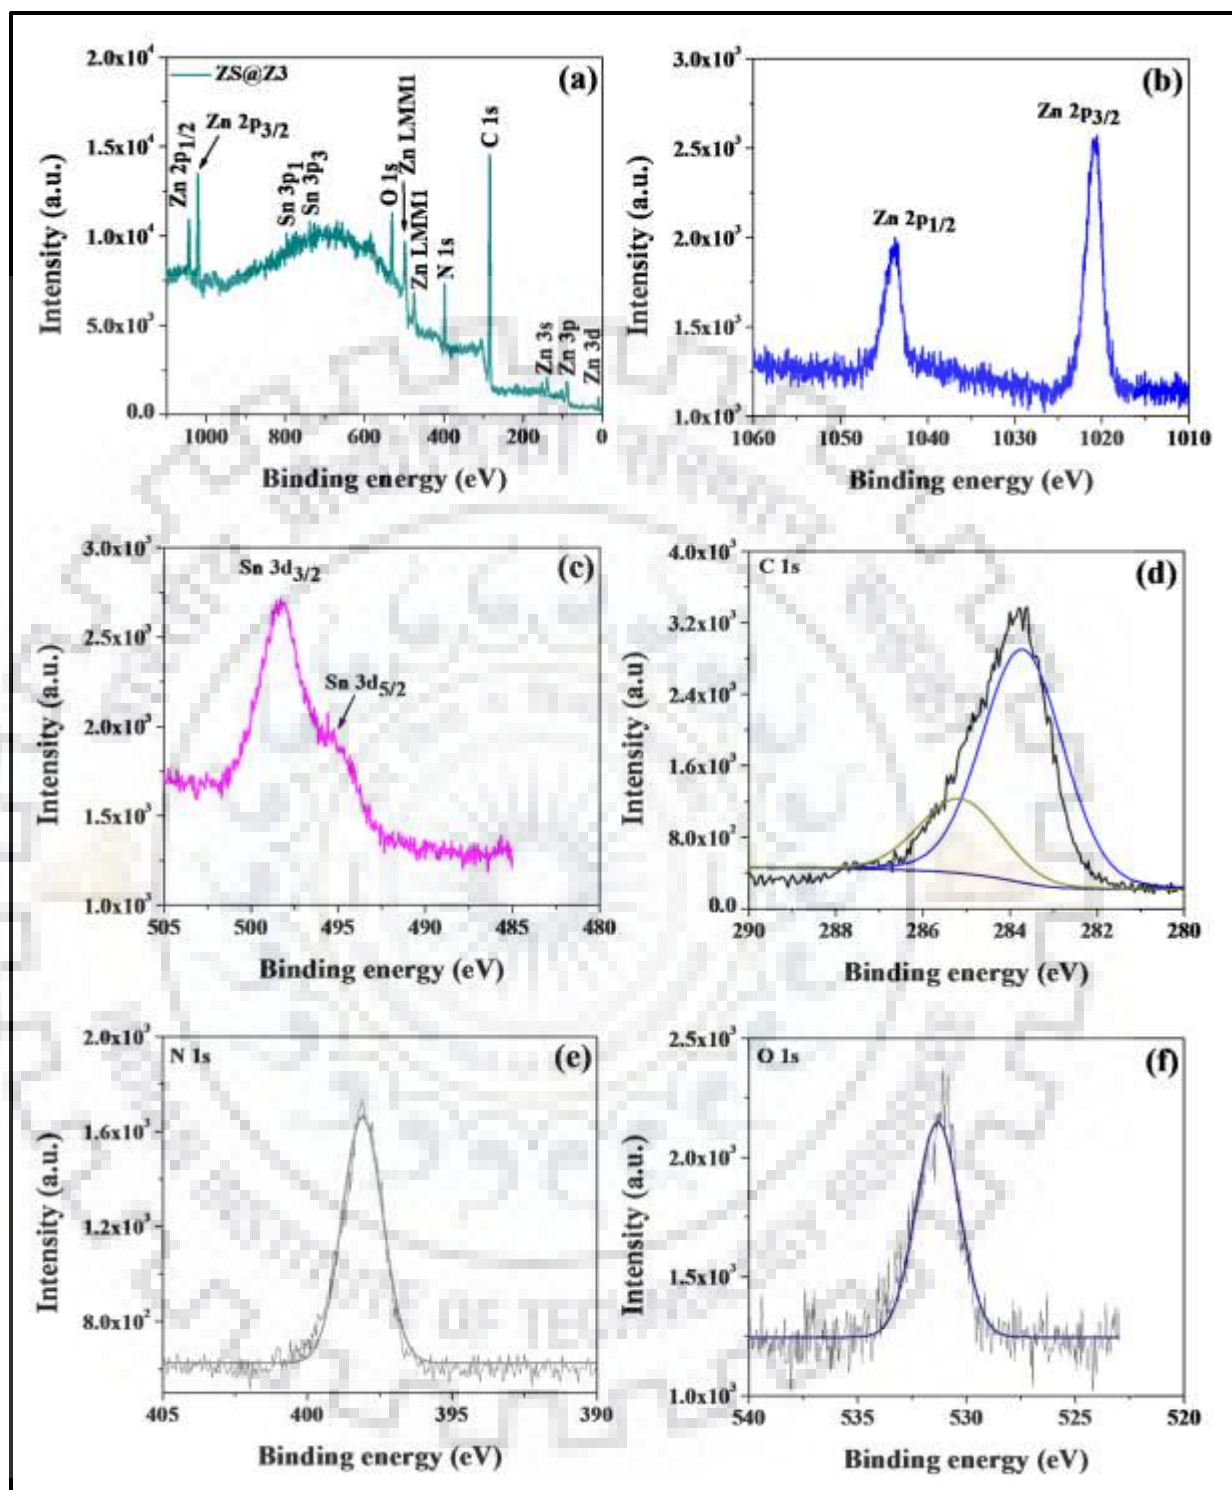 (a)
ZS@Z3
Zn 2p1/2
Zn 2p3/2
Sn 3p1
Sn 3p3
O 1s
Zn LMM1
Zn LMM1
N 1s
C 1s
Zn 3s
Zn 3p
Zn 3d
Intensity (a.u.)
2.0x10⁴
1.5x10⁴
1.0x10⁴
5.0x10³
0.0
1000 800 600 400 200 0
Binding energy (eV)
(b)
Zn 2p3/2
Zn 2p1/2
Intensity (a.u.)
3.0x10³
2.5x10³
2.0x10³
1.5x10³
1.0x10³
1060 1050 1040 1030 1020 1010
Binding energy (eV)
(c)
Sn 3d3/2
Sn 3d5/2
Intensity (a.u.)
3.0x10³
2.5x10³
2.0x10³
1.5x10³
1.0x10³
505 500 495 490 485 480
Binding energy (eV)
C 1s
(d)
Intensity (a.u)
4.0x10³
3.2x10³
2.4x10³
1.6x10³
8.0x10²
0.0
290 288 286 284 282 280
Binding energy (eV)
N 1s
(e)
Intensity (a.u.)
2.0x10³
1.6x10³
1.2x10³
8.0x10²
405 400 395 390
Binding energy (eV)
O 1s
(f)
Intensity (a.u.)
2.5x10³
2.0x10³
1.5x10³
1.0x10³
540 535 530 525 520
Binding energy (eV)